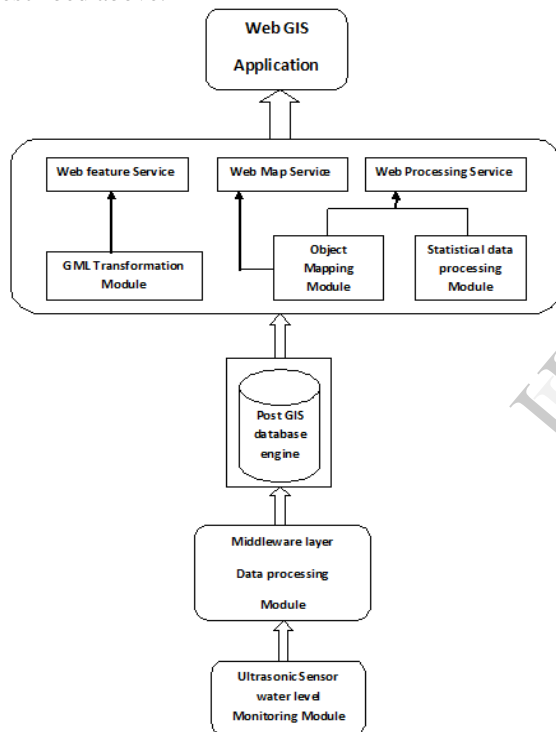 Web GIS
Application
Web feature Service
Web Map Service
Web Processing Service
GML Transformation
Module
Object
Mapping
Module
Statistical data
processing
Module
Post GIS
database
engine
Middleware layer
Data processing
Module
Ultrasonic Sensor
water level
Monitoring Module